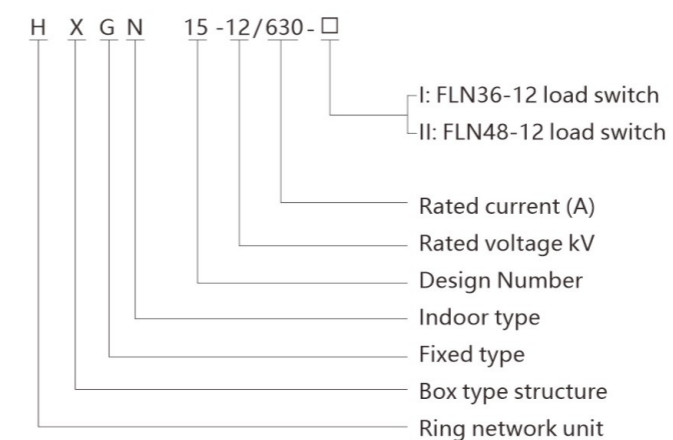 H X G N 15 -12/630-□
I: FLN36-12 load switch
II: FLN48-12 load switch
Rated current (A)
Rated voltage kV
Design Number
Indoor type
Fixed type
Box type structure
Ring network unit